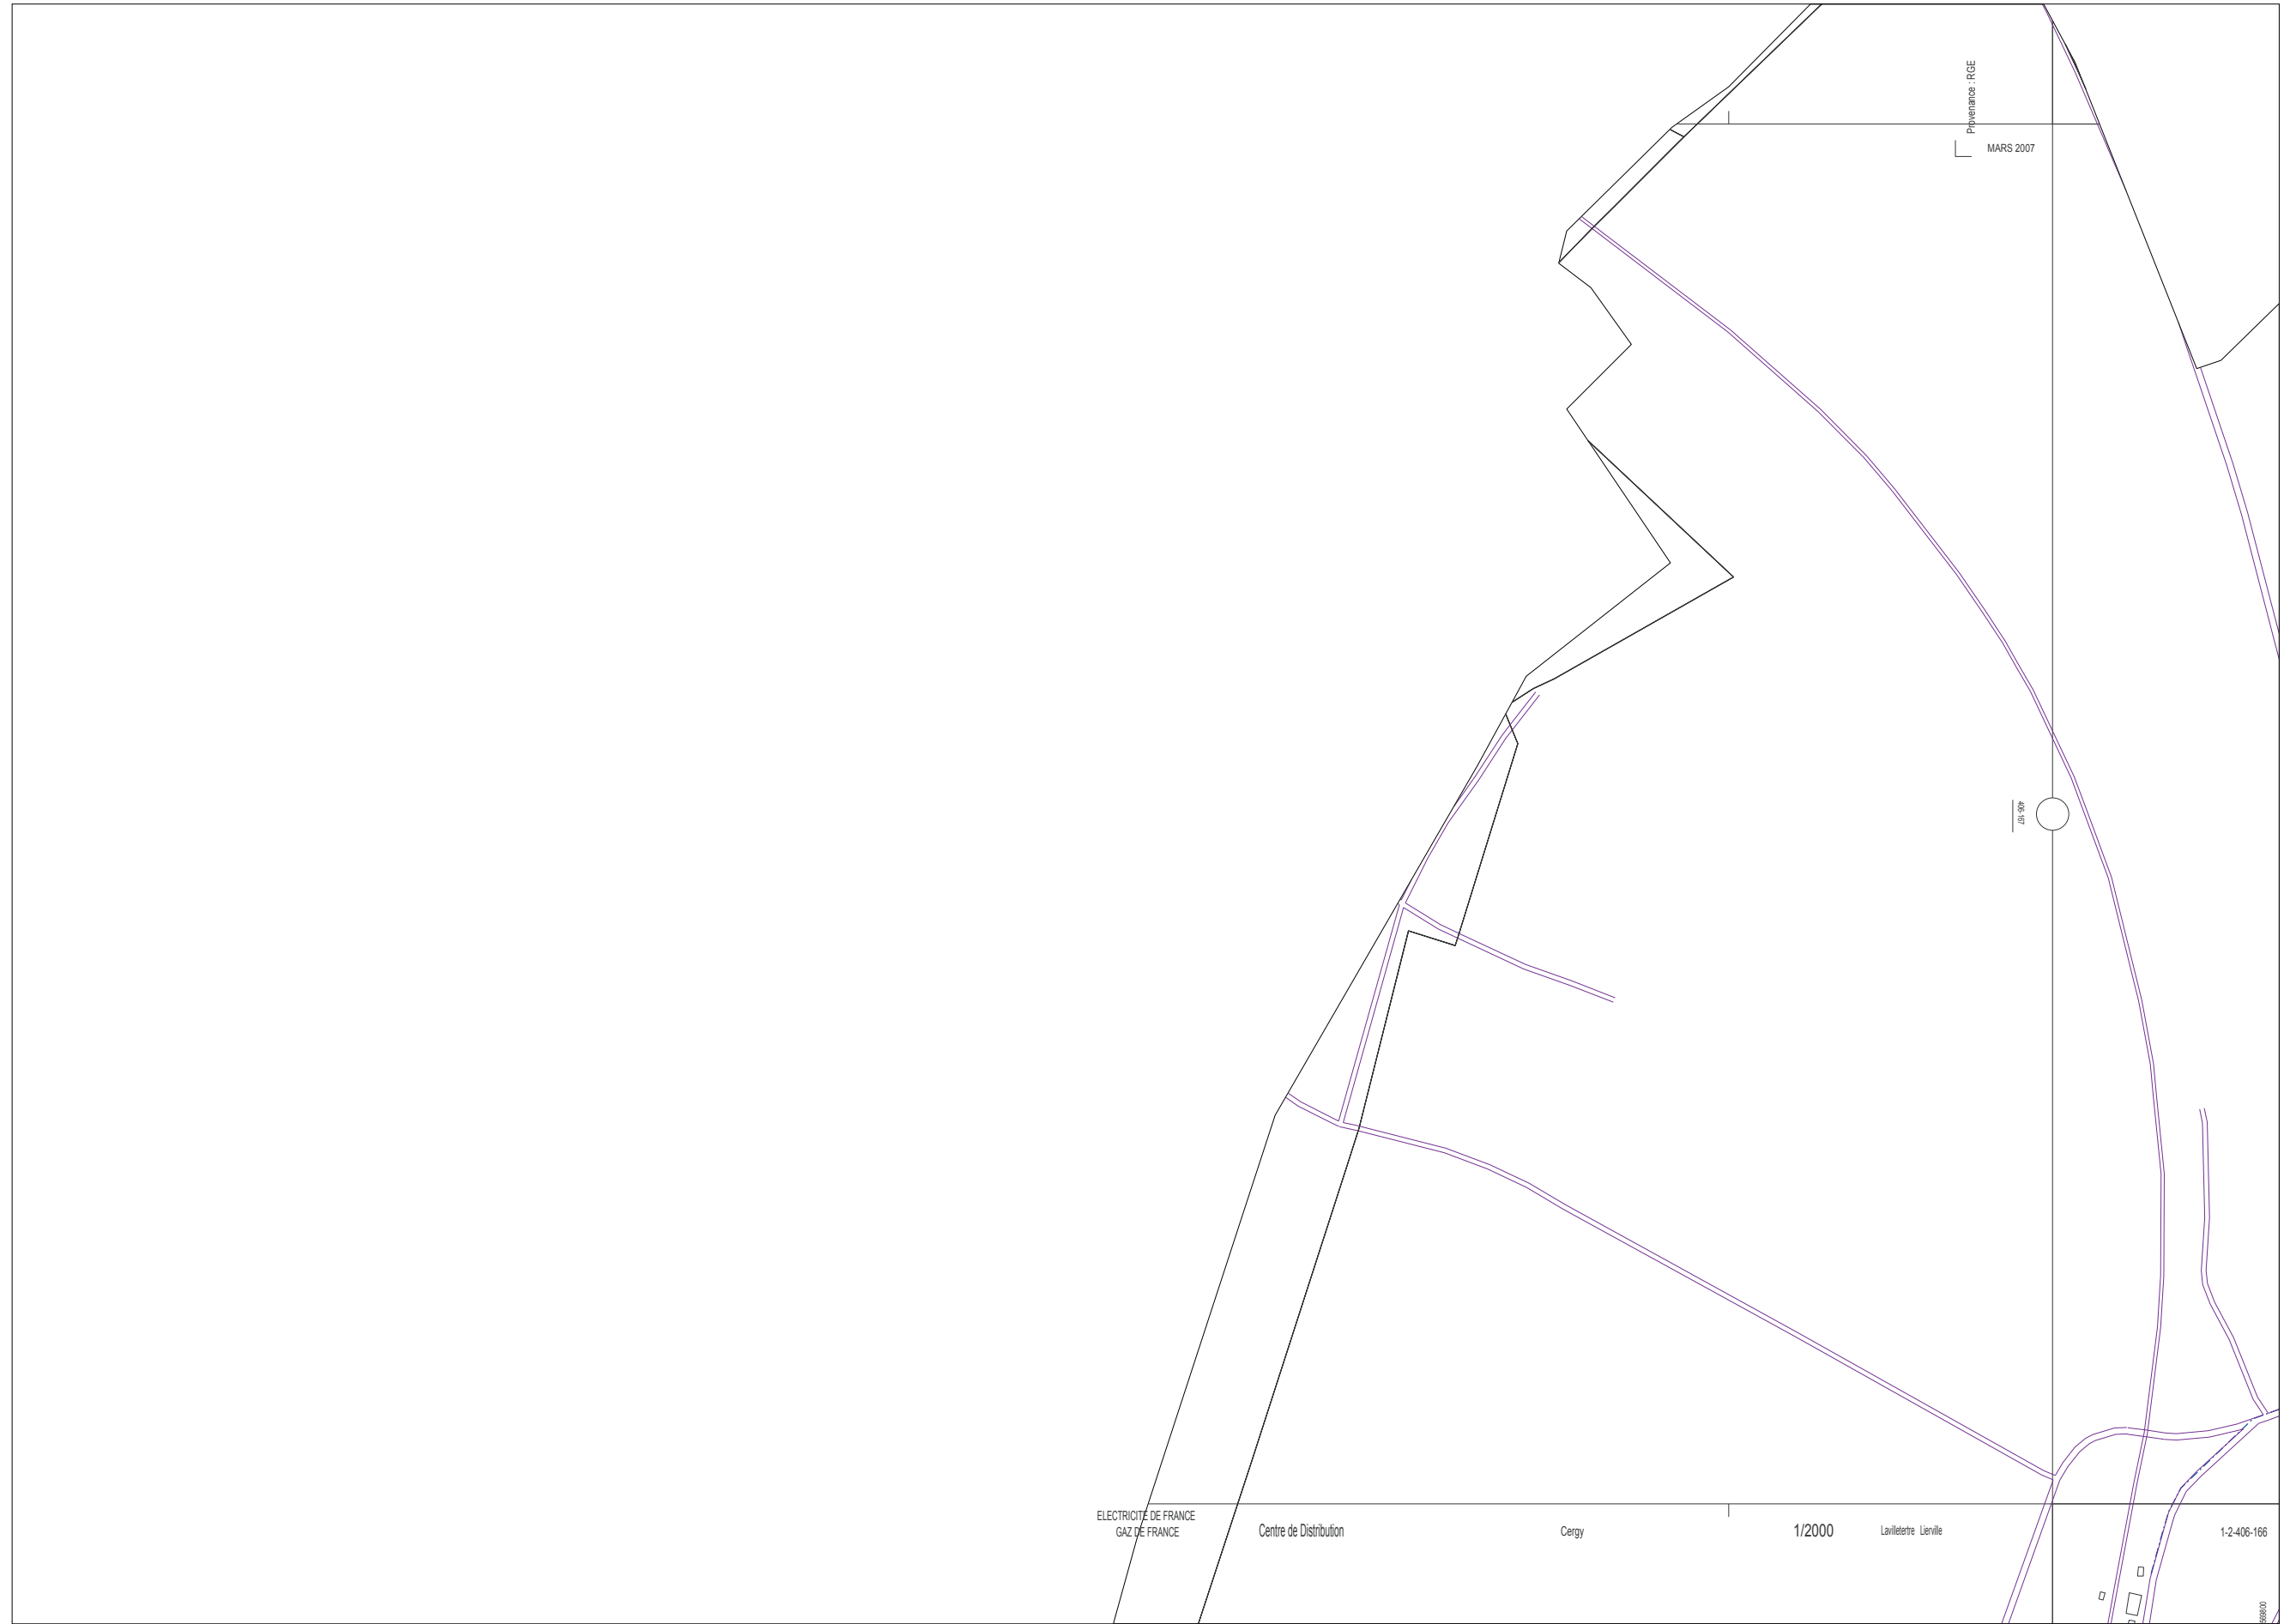 Provenance : RGE
MARS 2007
406-167
ELECTRICITE DE FRANCE
GAZ DE FRANCE
Centre de Distribution
Cergy
1/2000
Lavilletertre Lierville
1-2-406-166